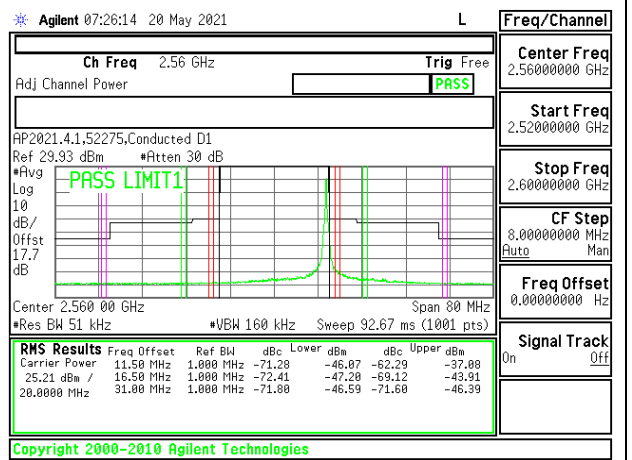 Agilent 07:26:14 20 May 2021 L
Freq/Channel
Ch Freq 2.56 GHz Trig Free
Adj Channel Power PASS
AP2021.4.1,52275,Conducted D1
Ref 29.93 dBm #Atten 30 dB
#Avg
Log
10
dB/
Offst
17.7
dB
PASS LIMIT1
Center 2.560 00 GHz Span 80 MHz
#Res BW 51 kHz #VBW 160 kHz Sweep 92.67 ms (1001 pts)
RMS Results Freq Offset Ref BW dBc Lower dBm dBc Upper dBm
Carrier Power 11.50 MHz 1.000 MHz -71.28 -46.07 -62.29 -37.08
25.21 dBm / 16.50 MHz 1.000 MHz -72.41 -47.20 -69.12 -43.91
20.0000 MHz 31.00 MHz 1.000 MHz -71.80 -46.59 -71.60 -46.39
Copyright 2000-2010 Agilent Technologies
Center Freq
2.56000000 GHz
Start Freq
2.52000000 GHz
Stop Freq
2.60000000 GHz
CF Step
8.00000000 MHz
Auto Man
Freq Offset
0.00000000 Hz
Signal Track
On Off